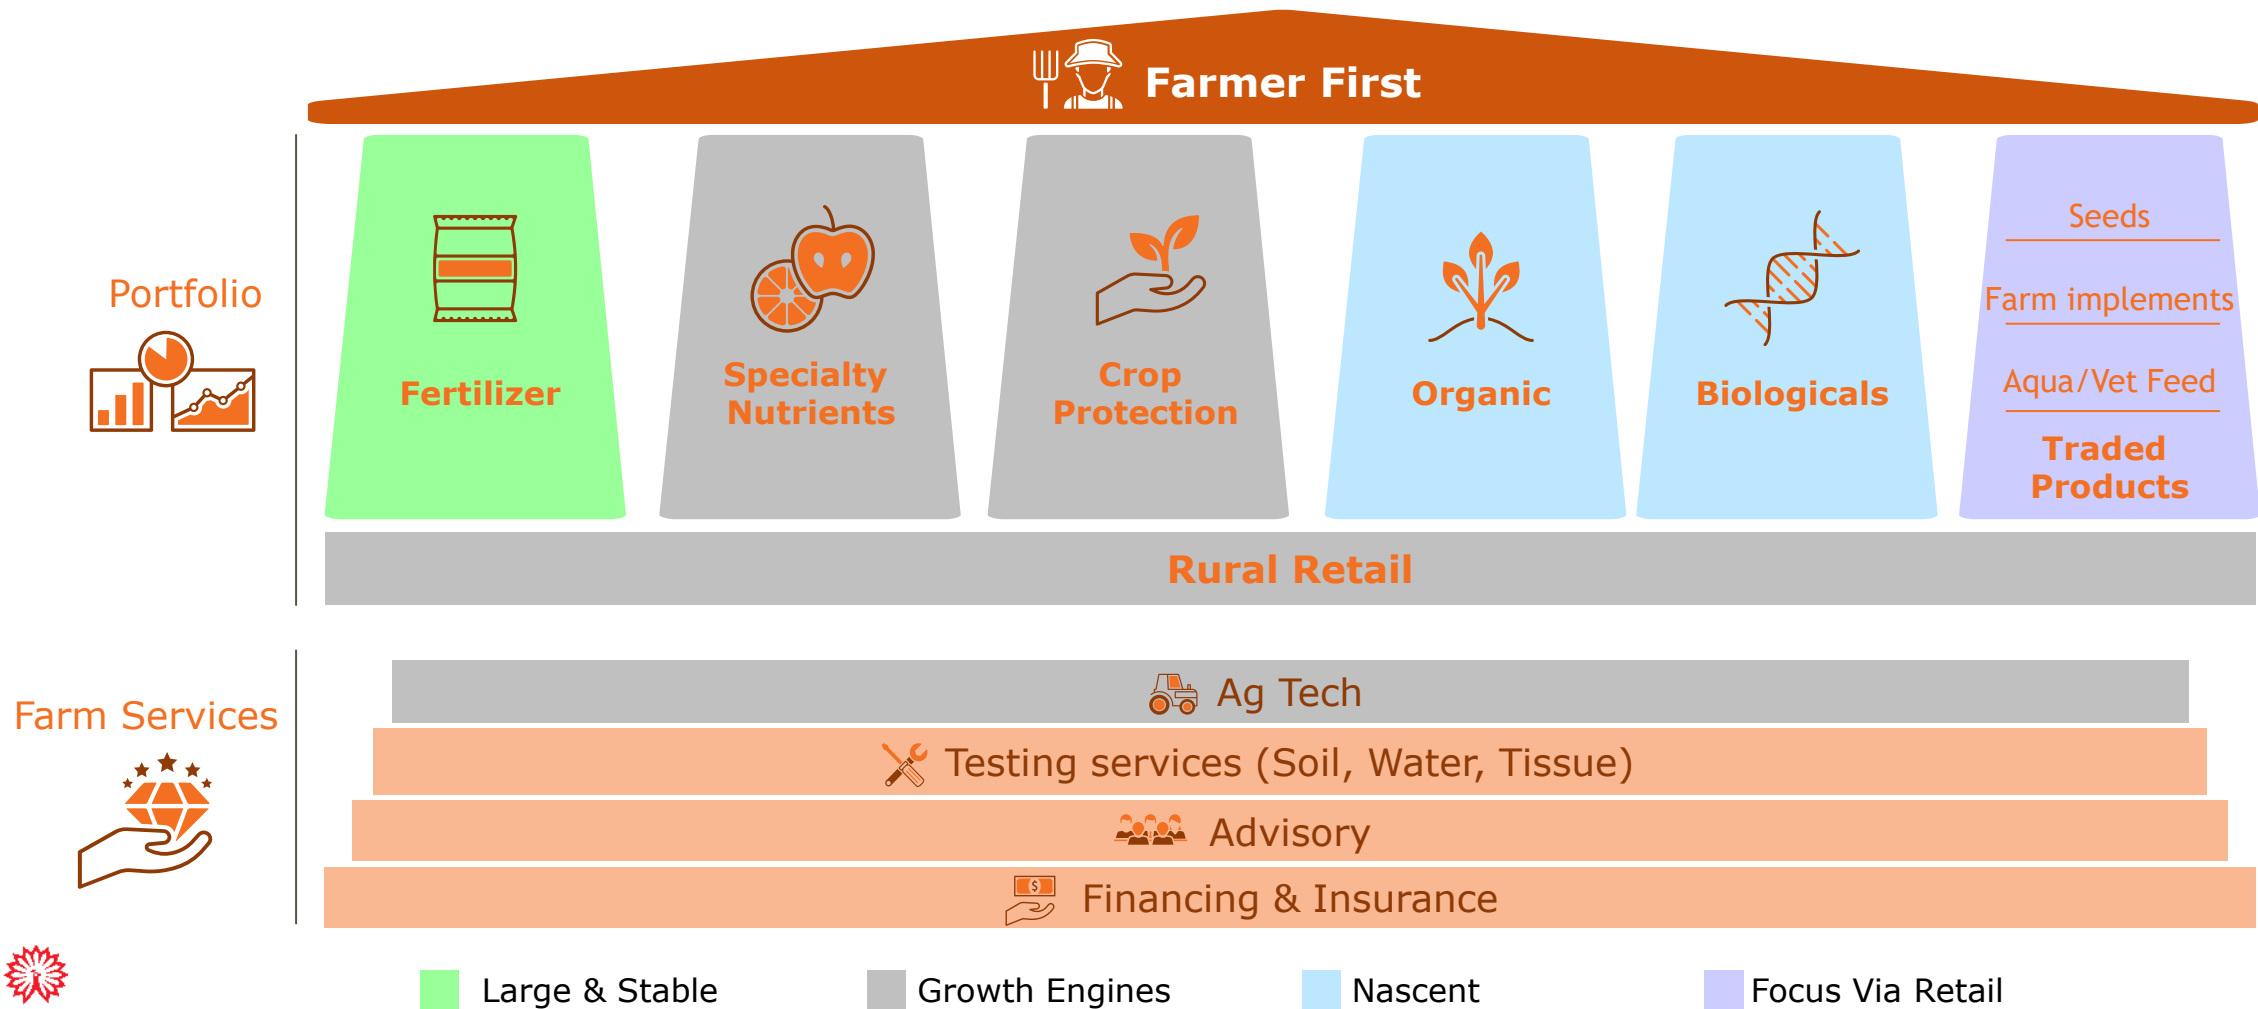 Farmer First
Portfolio
Fertilizer
Specialty
Nutrients
Crop
Protection
Organic
Biologicals
Seeds
Farm implements
Aqua/Vet Feed
Traded
Products
Rural Retail
Farm Services
Ag Tech
Testing services (Soil, Water, Tissue)
Advisory
Financing & Insurance
Large & Stable
Growth Engines
Nascent
Focus Via Retail